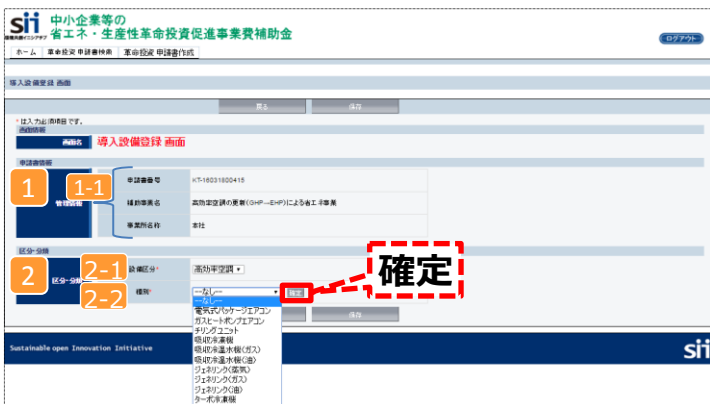 sii 中小企業等の
省エネ・生産性革命投資促進事業費補助金
ログアウト
ホーム 革命投資 申請書検索 革命投資 申請書作成
導入設備登録 画面
戻る 保存
* は入力必須項目です。
画面情報
画面名 導入設備登録 画面
申請書情報
1 管理情報
1-1
申請書番号 KT-16031800415
補助事業名 高効率空調の更新(GHP→EHP)による省エネ事業
事業所名称 本社
区分・分類
2 区分・分類
2-1 設備区分* 高効率空調
2-2 種別* --なし-- 確定
確定
--なし--
電気式パッケージエアコン
ガスヒートポンプエアコン
チリングユニット
吸収冷凍機
吸収冷温水機(ガス)
吸収冷温水機(油)
ジェネリンク(蒸気)
ジェネリンク(ガス)
ジェネリンク(油)
ターボ冷凍機
保存
Sustainable open Innovation Initiative
sii